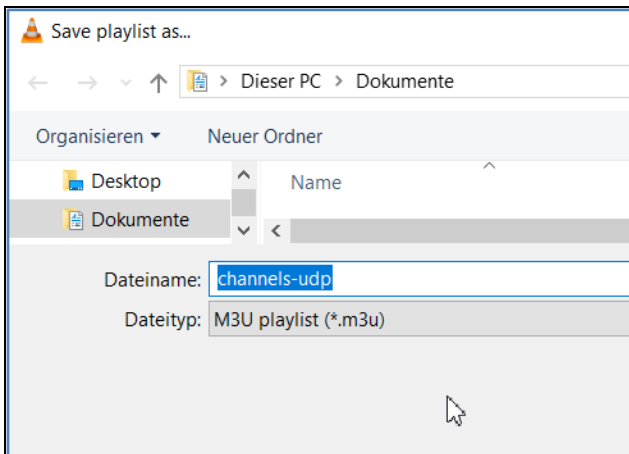 Save playlist as...
Dieser PC > Dokumente
Organisieren Neuer Ordner
Desktop Name
Dokumente
Dateiname: channels-udp
Dateityp: M3U playlist (*.m3u)